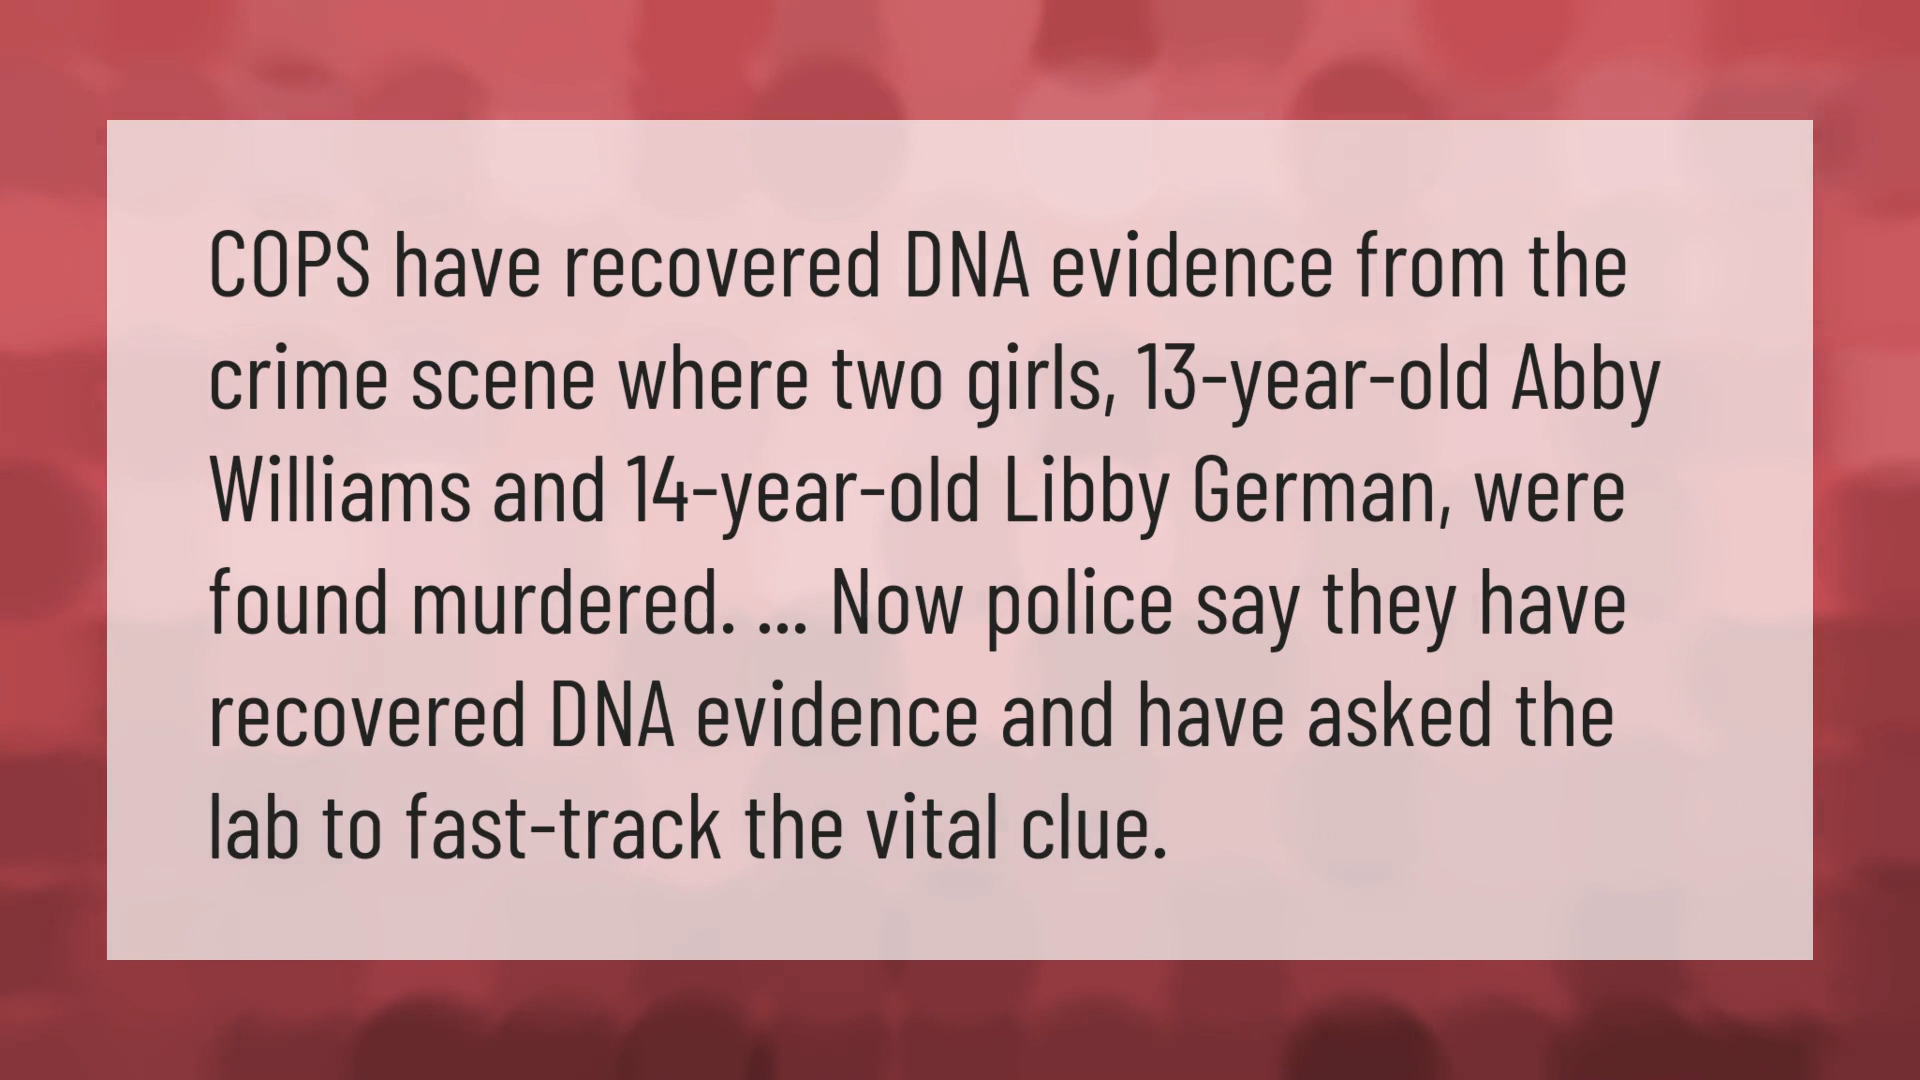 COPS have recovered DNA evidence from the
crime scene where two girls, 13-year-old Abby
Williams and 14-year-old Libby German, were
found murdered. ... Now police say they have
recovered DNA evidence and have asked the
lab to fast-track the vital clue.